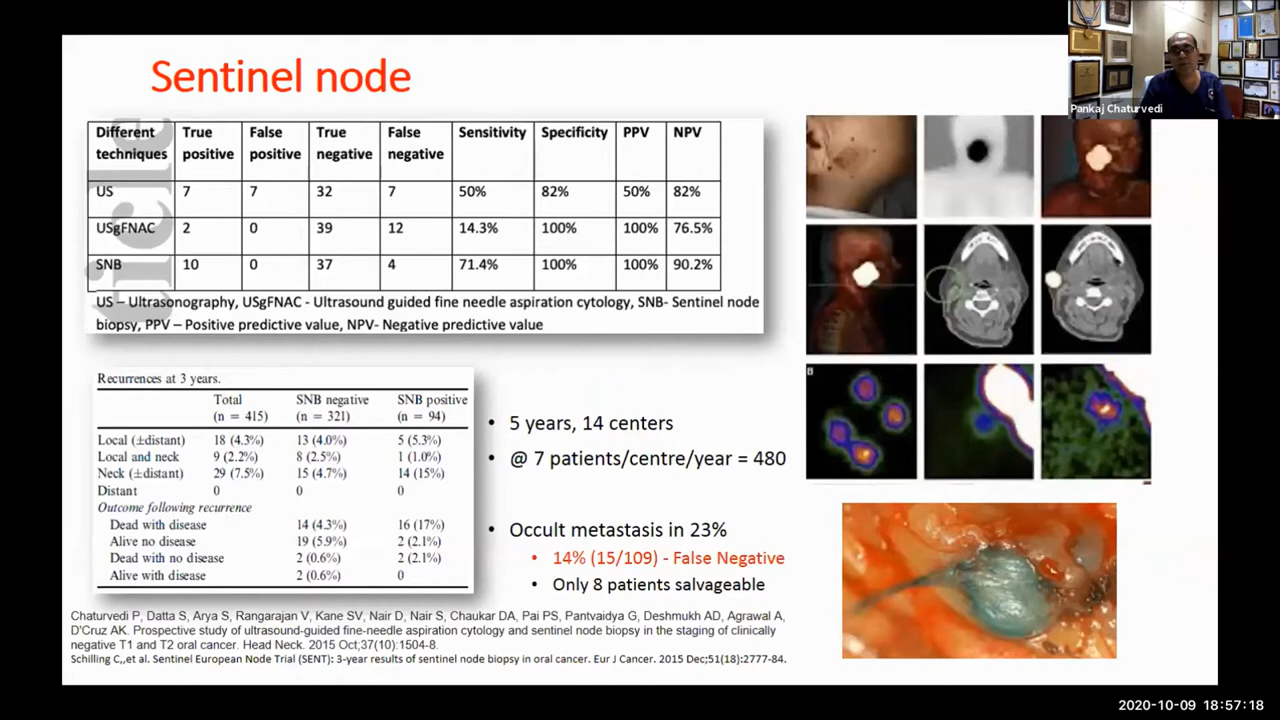 Pankaj Chaturvedi
Sentinel node
Different techniques True positive False positive True negative False negative Sensitivity Specificity PPV NPV
US 7 7 32 7 50% 82% 50% 82%
USgFNAC 2 0 39 12 14.3% 100% 100% 76.5%
SNB 10 0 37 4 71.4% 100% 100% 90.2%
US – Ultrasonography, USgFNAC - Ultrasound guided fine needle aspiration cytology, SNB- Sentinel node
biopsy, PPV – Positive predictive value, NPV- Negative predictive value
Recurrences at 3 years.
Total SNB negative SNB positive
(n = 415) (n = 321) (n = 94)
Local (±distant) 18 (4.3%) 13 (4.0%) 5 (5.3%)
Local and neck 9 (2.2%) 8 (2.5%) 1 (1.0%)
Neck (±distant) 29 (7.5%) 15 (4.7%) 14 (15%)
Distant 0 0 0
Outcome following recurrence
Dead with disease 14 (4.3%) 16 (17%)
Alive no disease 19 (5.9%) 2 (2.1%)
Dead with no disease 2 (0.6%) 2 (2.1%)
Alive with disease 2 (0.6%) 0
• 5 years, 14 centers
• @ 7 patients/centre/year = 480
• Occult metastasis in 23%
• 14% (15/109) - False Negative
• Only 8 patients salvageable
Chaturvedi P, Datta S, Arya S, Rangarajan V, Kane SV, Nair D, Nair S, Chaukar DA, Pai PS, Pantvaidya G, Deshmukh AD, Agrawal A,
D'Cruz AK. Prospective study of ultrasound-guided fine-needle aspiration cytology and sentinel node biopsy in the staging of clinically
negative T1 and T2 oral cancer. Head Neck. 2015 Oct;37(10):1504-8.
Schilling C,,et al. Sentinel European Node Trial (SENT): 3-year results of sentinel node biopsy in oral cancer. Eur J Cancer. 2015 Dec;51(18):2777-84.
2020-10-09 18:57:18